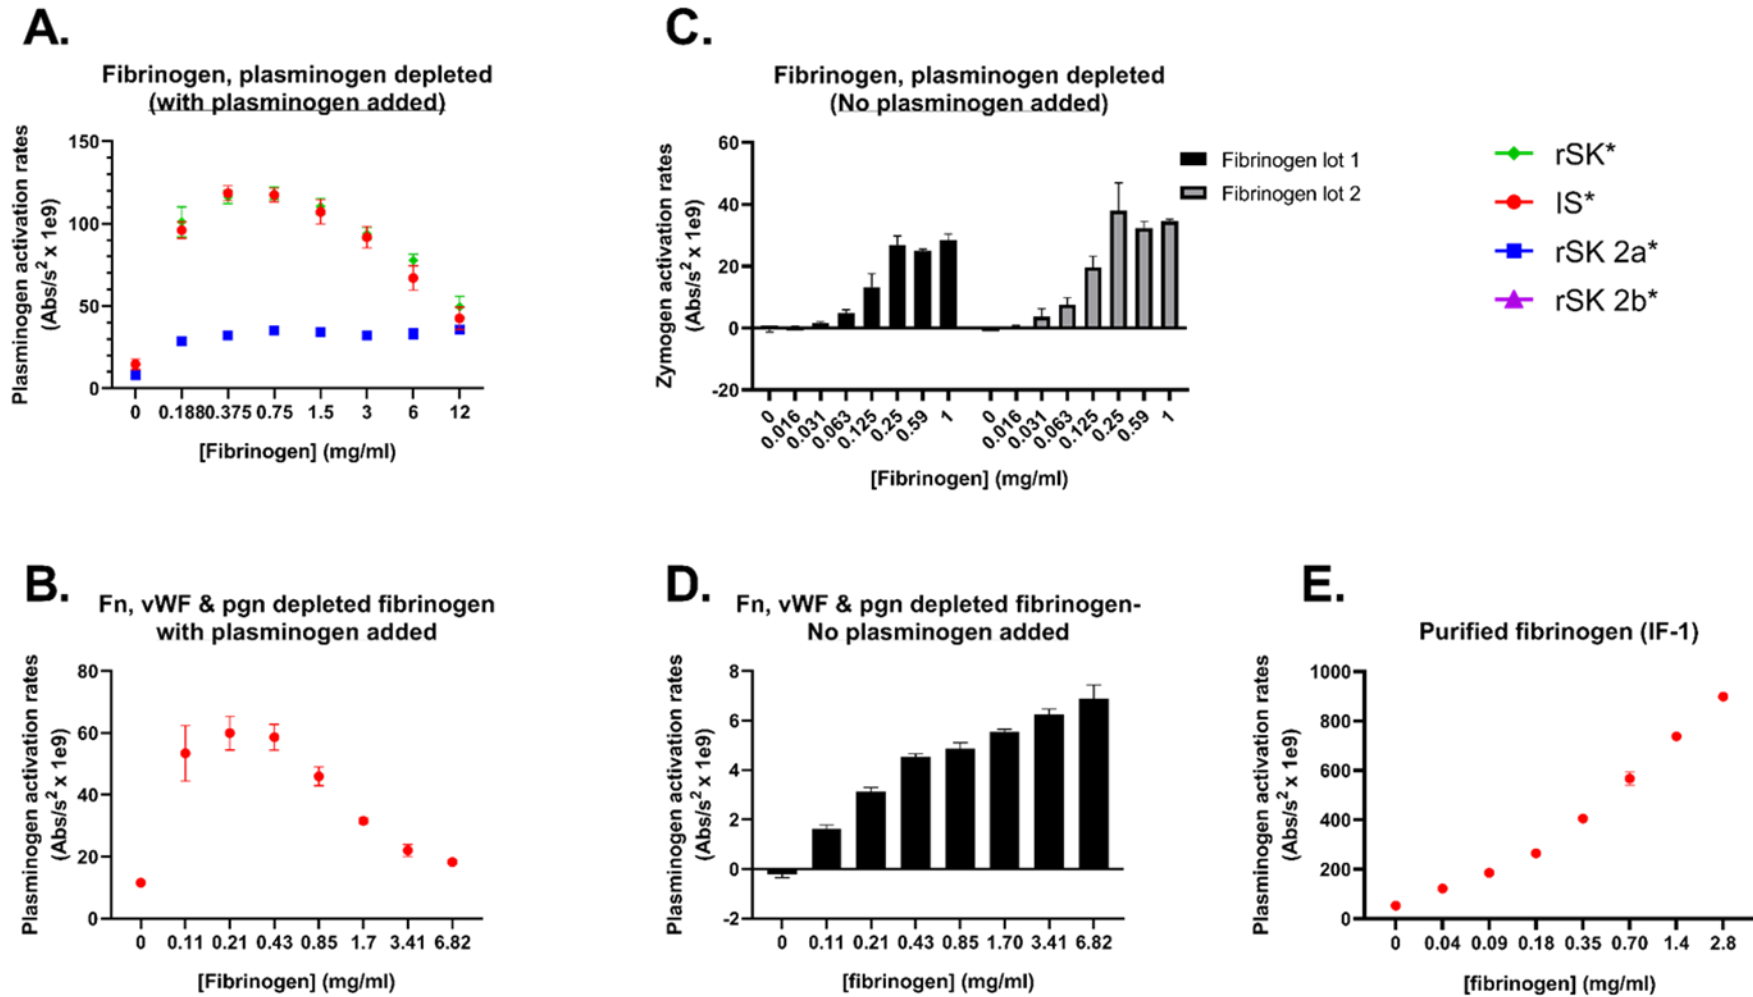 A.
Fibrinogen, plasminogen depleted
(with plasminogen added)
Plasminogen activation rates
(Abs/s² x 1e9)
150
100
50
0
0 0.188 0.375 0.75 1.5 3 6 12
[Fibrinogen] (mg/ml)
C.
Fibrinogen, plasminogen depleted
(No plasminogen added)
Zymogen activation rates
(Abs/s² x 1e9)
60
40
20
0
-20
0 0.016 0.031 0.063 0.125 0.25 0.59 1 0 0.016 0.031 0.063 0.125 0.25 0.59 1
[Fibrinogen] (mg/ml)
Fibrinogen lot 1
Fibrinogen lot 2
rSK*
IS*
rSK 2a*
rSK 2b*
B.
Fn, vWF & pgn depleted fibrinogen
with plasminogen added
Plasminogen activation rates
(Abs/s² x 1e9)
80
60
40
20
0
0 0.11 0.21 0.43 0.85 1.7 3.41 6.82
[Fibrinogen] (mg/ml)
D.
Fn, vWF & pgn depleted fibrinogen-
No plasminogen added
Plasminogen activation rates
(Abs/s² x 1e9)
8
6
4
2
0
-2
0 0.11 0.21 0.43 0.85 1.70 3.41 6.82
[fibrinogen] (mg/ml)
E.
Purified fibrinogen (IF-1)
Plasminogen activation rates
(Abs/s² x 1e9)
1000
800
600
400
200
0
0 0.04 0.09 0.18 0.35 0.70 1.4 2.8
[fibrinogen] (mg/ml)